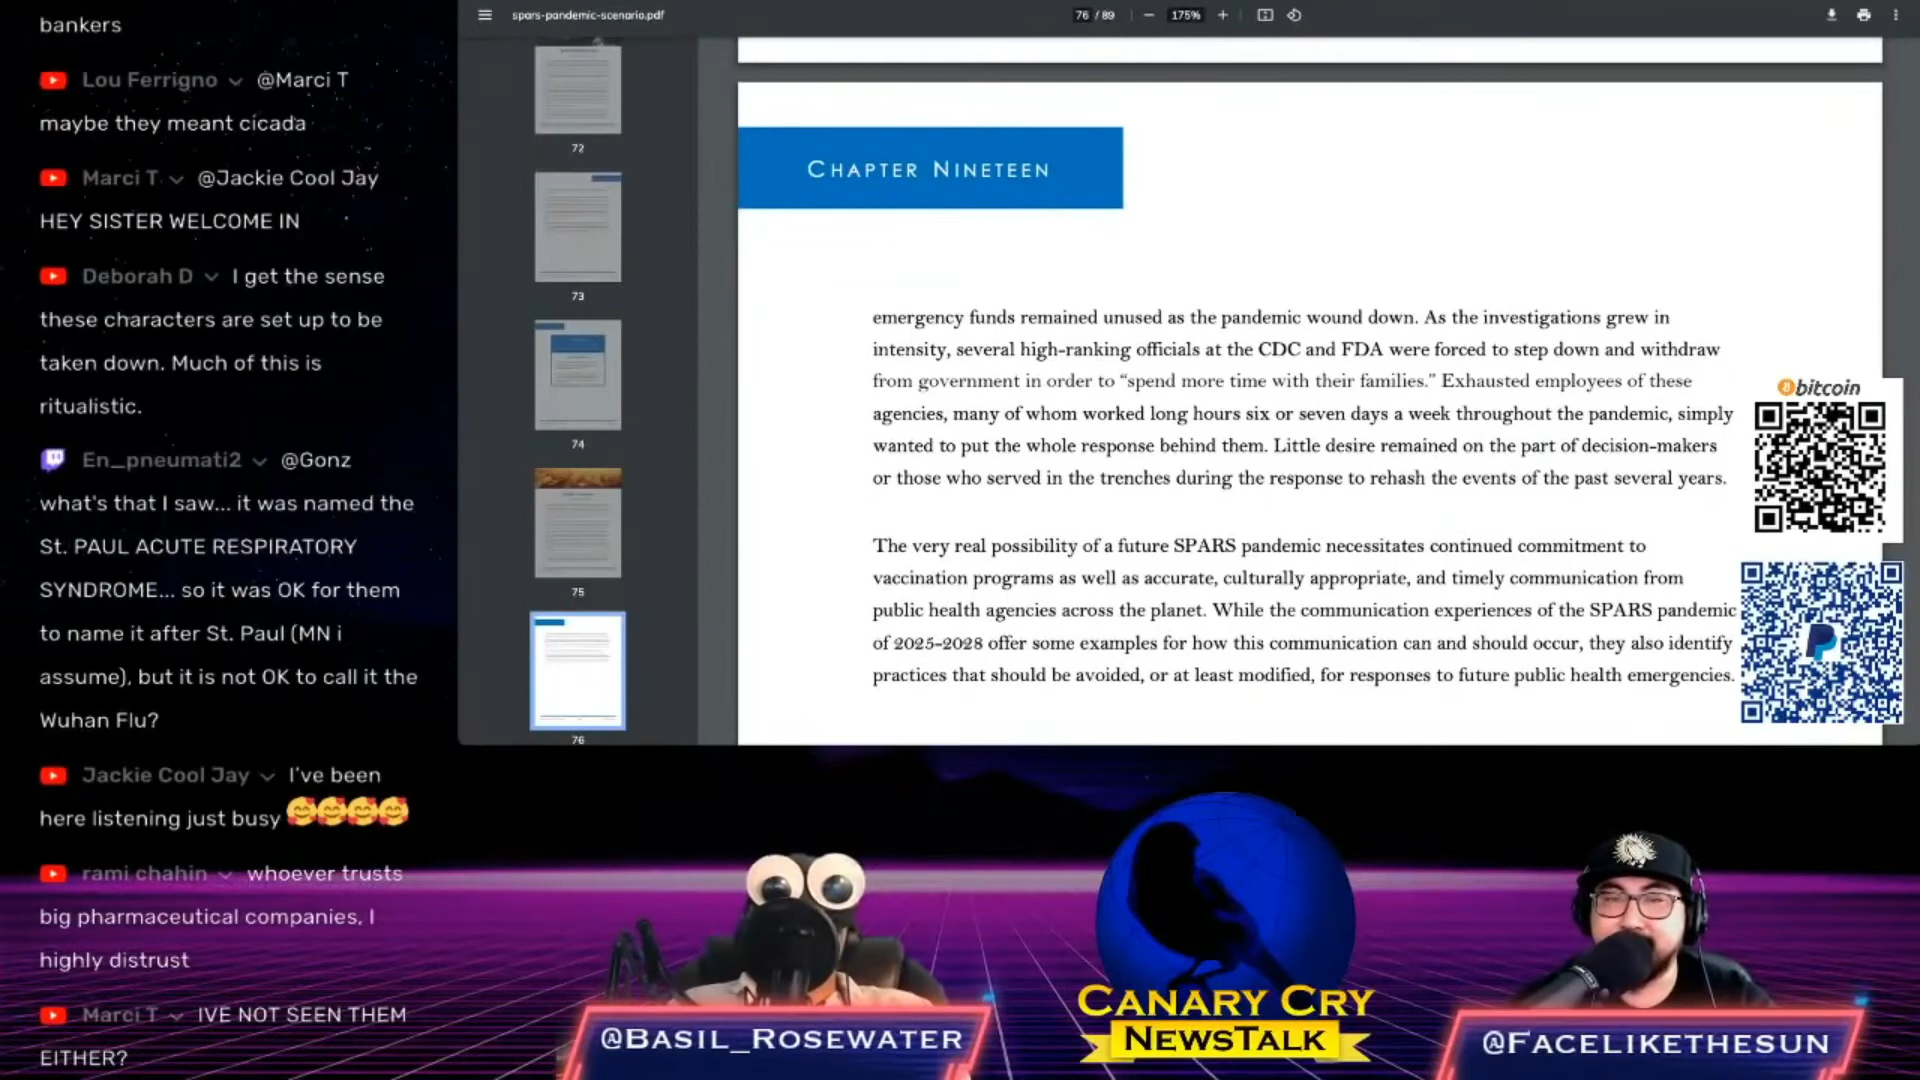 bankers
Lou Ferrigno @Marci T
maybe they meant cicada
Marci T @Jackie Cool Jay
HEY SISTER WELCOME IN
Deborah D I get the sense
these characters are set up to be
taken down. Much of this is
ritualistic.
En_pneumati2 @Gonz
what's that I saw... it was named the
St. PAUL ACUTE RESPIRATORY
SYNDROME... so it was OK for them
to name it after St. Paul (MN i
assume), but it is not OK to call it the
Wuhan Flu?
Jackie Cool Jay I've been
here listening just busy 🥰🥰🥰🥰
rami chahin whoever trusts
big pharmaceutical companies, I
highly distrust
Marci T IVE NOT SEEN THEM
EITHER?
spars-pandemic-scenario.pdf
76 / 89
175%
72
73
74
75
76
CHAPTER NINETEEN
emergency funds remained unused as the pandemic wound down. As the investigations grew in
intensity, several high-ranking officials at the CDC and FDA were forced to step down and withdraw
from government in order to “spend more time with their families.” Exhausted employees of these
agencies, many of whom worked long hours six or seven days a week throughout the pandemic, simply
wanted to put the whole response behind them. Little desire remained on the part of decision-makers
or those who served in the trenches during the response to rehash the events of the past several years.
The very real possibility of a future SPARS pandemic necessitates continued commitment to
vaccination programs as well as accurate, culturally appropriate, and timely communication from
public health agencies across the planet. While the communication experiences of the SPARS pandemic
of 2025-2028 offer some examples for how this communication can and should occur, they also identify
practices that should be avoided, or at least modified, for responses to future public health emergencies.
bitcoin
@BASIL_ROSEWATER
CANARY CRY
NEWSTALK
@FACELIKETHESUN